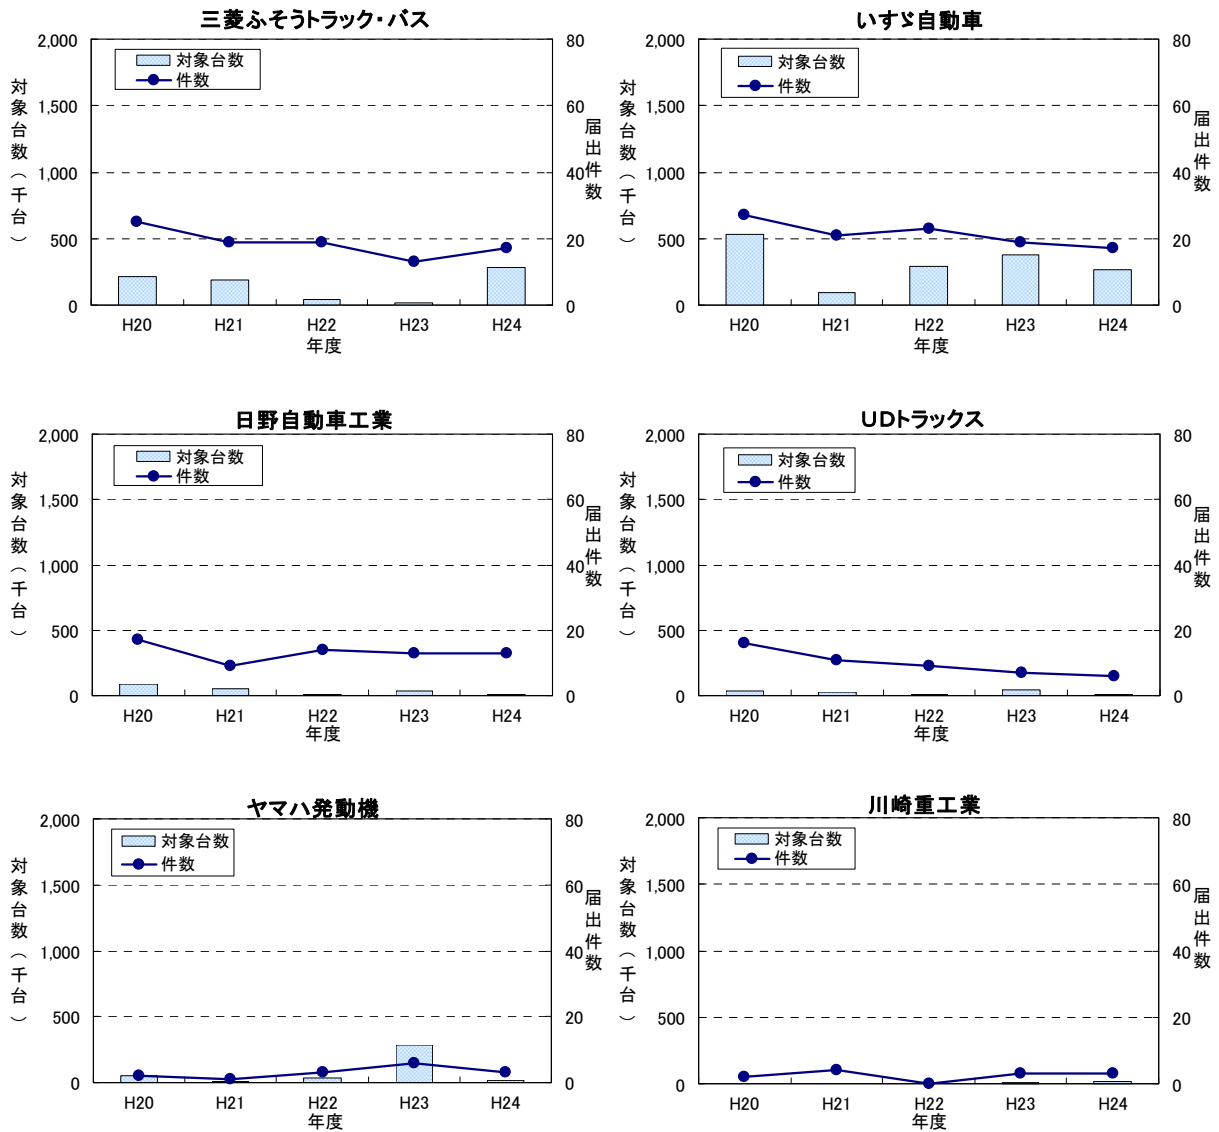 三菱ふそうトラック・バス
対象台数
件数
対象台数（千台）
2,000
1,500
1,000
500
0
80
60
40
20
0
届出件数
H20
H21
H22
H23
H24
年度
いすゞ自動車
対象台数
件数
対象台数（千台）
2,000
1,500
1,000
500
0
80
60
40
20
0
届出件数
H20
H21
H22
H23
H24
年度
日野自動車工業
対象台数
件数
対象台数（千台）
2,000
1,500
1,000
500
0
80
60
40
20
0
届出件数
H20
H21
H22
H23
H24
年度
UDトラックス
対象台数
件数
対象台数（千台）
2,000
1,500
1,000
500
0
80
60
40
20
0
届出件数
H20
H21
H22
H23
H24
年度
ヤマハ発動機
対象台数
件数
対象台数（千台）
2,000
1,500
1,000
500
0
80
60
40
20
0
届出件数
H20
H21
H22
H23
H24
年度
川崎重工業
対象台数
件数
対象台数（千台）
2,000
1,500
1,000
500
0
80
60
40
20
0
届出件数
H20
H21
H22
H23
H24
年度